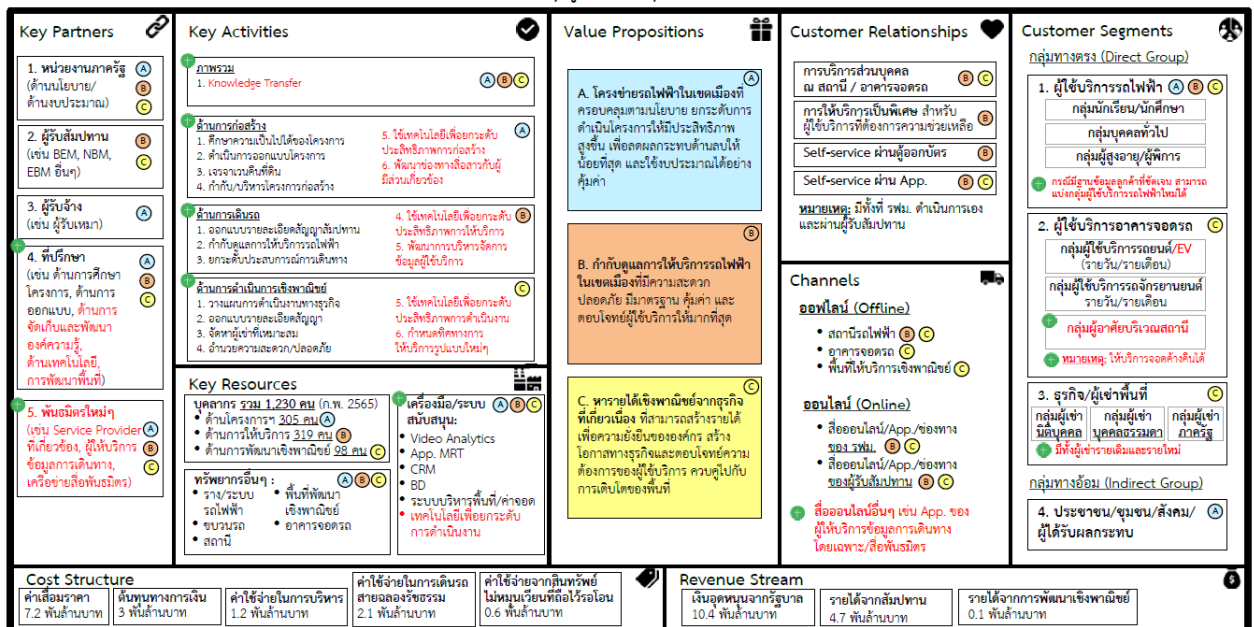 Key Partners
1. หน่วยงานภาครัฐ A
(ด้านนโยบาย/ B
ด้านงบประมาณ) C
2. ผู้รับสัมปทาน B
(เช่น BEM, NBM, C
EBM อื่นๆ)
3. ผู้รับจ้าง A
(เช่น ผู้รับเหมา)
4. ที่ปรึกษา A
(เช่น ด้านการศึกษา B
โครงการ, ด้านการ C
ออกแบบ, ด้านการ
จัดเก็บและพัฒนา
องค์ความรู้,
ด้านเทคโนโลยี,
การพัฒนาพื้นที่)
5. พันธมิตรใหม่ๆ
(เช่น Service Provider A
ที่เกี่ยวข้อง, ผู้ให้บริการ B
ข้อมูลการเดินทาง, C
เครือข่ายสื่อพันธมิตร)
Key Activities
ภาพรวม
1. Knowledge Transfer A B C
ด้านการก่อสร้าง A
1. ศึกษาความเป็นไปได้ของโครงการ
2. ดำเนินการออกแบบโครงการ
3. เจรจาเวนคืนที่ดิน
4. กำกับ/บริหารโครงการก่อสร้าง
5. ใช้เทคโนโลยีเพื่อยกระดับ
ประสิทธิภาพการก่อสร้าง
6. พัฒนาช่องทางสื่อสารกับผู้
มีส่วนเกี่ยวข้อง
ด้านการเดินรถ B
1. ออกแบบรายละเอียดสัญญาสัมปทาน
2. กำกับดูแลการให้บริการรถไฟฟ้า
3. ยกระดับประสบการณ์การเดินทาง
4. ใช้เทคโนโลยีเพื่อยกระดับ
ประสิทธิภาพการให้บริการ
5. พัฒนาการบริหารจัดการ
ข้อมูลผู้ใช้บริการ
ด้านการดำเนินการเชิงพาณิชย์ C
1. วางแผนการดำเนินงานทางธุรกิจ
2. ออกแบบรายละเอียดสัญญา
3. จัดหาผู้เช่าที่เหมาะสม
4. อำนวยความสะดวก/ปลอดภัย
5. ใช้เทคโนโลยีเพื่อยกระดับ
ประสิทธิภาพการดำเนินงาน
6. กำหนดทิศทางการ
ให้บริการรูปแบบใหม่ๆ
Key Resources
บุคลากร รวม 1,230 คน (ก.พ. 2565)
• ด้านโครงการฯ 305 คน A
• ด้านการให้บริการ 319 คน B
• ด้านการพัฒนาเชิงพาณิชย์ 98 คน C
ทรัพยากรอื่นๆ : A B C
• ราง/ระบบ
รถไฟฟ้า
• ขบวนรถ
• สถานี
• พื้นที่พัฒนา
เชิงพาณิชย์
• อาคารจอดรถ
เครื่องมือ/ระบบ A B C
สนับสนุน:
• Video Analytics
• App. MRT
• CRM
• BD
• ระบบบริหารพื้นที่/ค่าจอด
• เทคโนโลยีเพื่อยกระดับ
การดำเนินงาน
Value Propositions
A
A. โครงข่ายรถไฟฟ้าในเขตเมืองที่
ครอบคลุมตามนโยบาย ยกระดับการ
ดำเนินโครงการให้มีประสิทธิภาพ
สูงขึ้น เพื่อลดผลกระทบด้านลบให้
น้อยที่สุด และใช้งบประมาณได้อย่าง
คุ้มค่า
B
B. กำกับดูแลการให้บริการรถไฟฟ้า
ในเขตเมืองที่มีความสะดวก
ปลอดภัย มีมาตรฐาน คุ้มค่า และ
ตอบโจทย์ผู้ใช้บริการให้มากที่สุด
C
C. หารายได้เชิงพาณิชย์จากธุรกิจ
ที่เกี่ยวเนื่อง ที่สามารถสร้างรายได้
เพื่อความยั่งยืนขององค์กร สร้าง
โอกาสทางธุรกิจและตอบโจทย์ความ
ต้องการของผู้ใช้บริการ ควบคู่ไปกับ
การเติบโตของพื้นที่
Customer Relationships
การบริการส่วนบุคคล
ณ สถานี / อาคารจอดรถ B C
การให้บริการเป็นพิเศษ สำหรับ
ผู้ใช้บริการที่ต้องการความช่วยเหลือ B
Self-service ผ่านตู้ออกบัตร B
Self-service ผ่าน App. B C
หมายเหตุ: มีทั้งที่ รฟม. ดำเนินการเอง
และผ่านผู้รับสัมปทาน
Channels
ออฟไลน์ (Offline)
• สถานีรถไฟฟ้า B C
• อาคารจอดรถ C
• พื้นที่ให้บริการเชิงพาณิชย์ C
ออนไลน์ (Online)
• สื่อออนไลน์/App./ช่องทาง
ของ รฟม. B C
• สื่อออนไลน์/App./ช่องทาง
ของผู้รับสัมปทาน B C
สื่อออนไลน์อื่นๆ เช่น App. ของ
ผู้ให้บริการข้อมูลการเดินทาง
โดยเฉพาะ/สื่อพันธมิตร
Customer Segments
กลุ่มทางตรง (Direct Group)
1. ผู้ใช้บริการรถไฟฟ้า A B C
กลุ่มนักเรียน/นักศึกษา
กลุ่มบุคคลทั่วไป
กลุ่มผู้สูงอายุ/ผู้พิการ
กรณีมีฐานข้อมูลลูกค้าที่ชัดเจน สามารถ
แบ่งกลุ่มผู้ใช้บริการรถไฟฟ้าใหม่ได้
2. ผู้ใช้บริการอาคารจอดรถ C
กลุ่มผู้ใช้บริการรถยนต์/EV
(รายวัน/รายเดือน)
กลุ่มผู้ใช้บริการรถจักรยานยนต์
รายวัน/รายเดือน
กลุ่มผู้อาศัยบริเวณสถานี
หมายเหตุ: ให้บริการจอดค้างคืนได้
3. ธุรกิจ/ผู้เช่าพื้นที่ C
กลุ่มผู้เช่า กลุ่มผู้เช่า กลุ่มผู้เช่า
นิติบุคคล บุคคลธรรมดา ภาครัฐ
มีทั้งผู้เช่ารายเดิมและรายใหม่
กลุ่มทางอ้อม (Indirect Group)
4. ประชาชน/ชุมชน/สังคม/ A
ผู้ได้รับผลกระทบ
Cost Structure
ค่าเสื่อมราคา
7.2 พันล้านบาท
ต้นทุนทางการเงิน
3 พันล้านบาท
ค่าใช้จ่ายในการบริหาร
1.2 พันล้านบาท
ค่าใช้จ่ายในการเดินรถ
สายฉลองรัชธรรม
2.1 พันล้านบาท
ค่าใช้จ่ายจากสินทรัพย์
ไม่หมุนเวียนที่ถือไว้รอโอน
0.6 พันล้านบาท
Revenue Stream
เงินอุดหนุนจากรัฐบาล
10.4 พันล้านบาท
รายได้จากสัมปทาน
4.7 พันล้านบาท
รายได้จากการพัฒนาเชิงพาณิชย์
0.1 พันล้านบาท